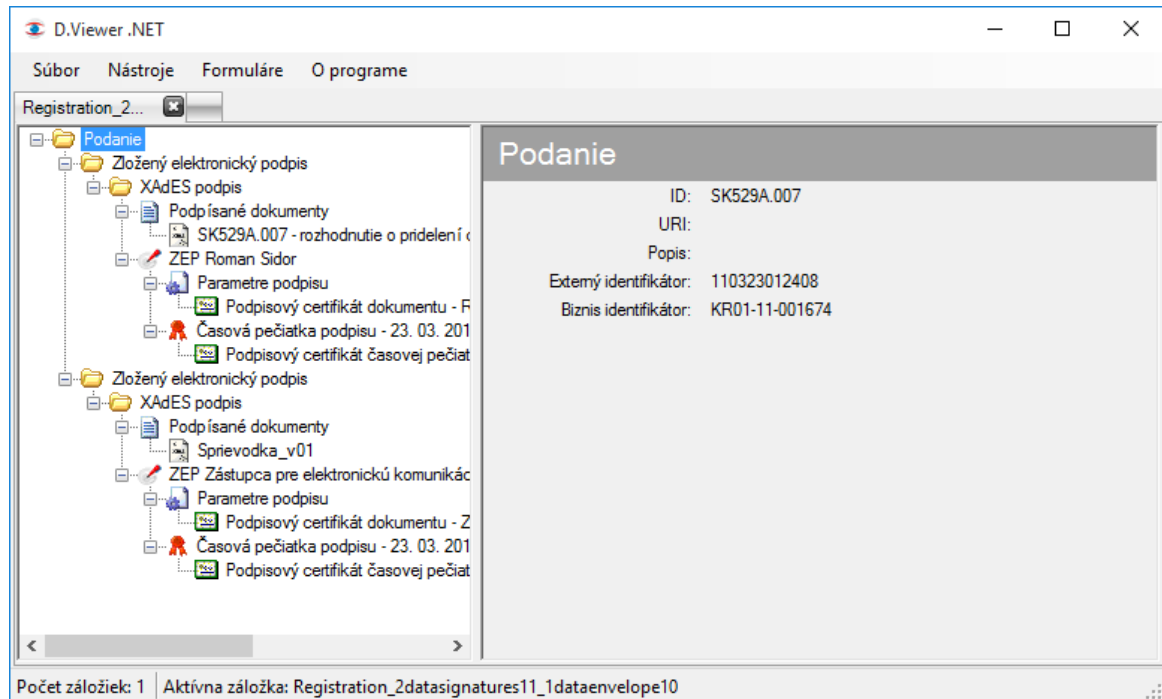 D.Viewer .NET
Súbor Nástroje Formuláre O programe
Registration_2...
Podanie
Zložený elektronický podpis
XAdES podpis
Podpísané dokumenty
SK529A.007 - rozhodnutie o pridelení
ZEP Roman Sidor
Parametre podpisu
Podpisový certifikát dokumentu - R
Časová pečiatka podpisu - 23. 03. 201
Podpisový certifikát časovej pečiat
Zložený elektronický podpis
XAdES podpis
Podpísané dokumenty
Sprievodka_v01
ZEP Zástupca pre elektronickú komunikác
Parametre podpisu
Podpisový certifikát dokumentu - Z
Časová pečiatka podpisu - 23. 03. 201
Podpisový certifikát časovej pečiat
Podanie
ID: SK529A.007
URI:
Popis:
Externý identifikátor: 110323012408
Biznis identifikátor: KR01-11-001674
Počet záložiek: 1 Aktívna záložka: Registration_2datasignatures11_1dataenvelope10